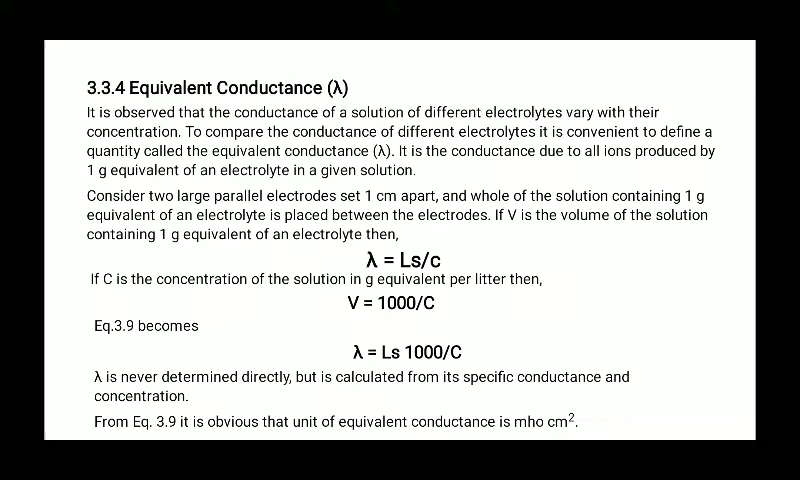 3.3.4 Equivalent Conductance (λ)
It is observed that the conductance of a solution of different electrolytes vary with their
concentration. To compare the conductance of different electrolytes it is convenient to define a
quantity called the equivalent conductance (λ). It is the conductance due to all ions produced by
1 g equivalent of an electrolyte in a given solution.
Consider two large parallel electrodes set 1 cm apart, and whole of the solution containing 1 g
equivalent of an electrolyte is placed between the electrodes. If V is the volume of the solution
containing 1 g equivalent of an electrolyte then,
λ = Ls/c
If C is the concentration of the solution in g equivalent per litter then,
V = 1000/C
Eq.3.9 becomes
λ = Ls 1000/C
λ is never determined directly, but is calculated from its specific conductance and
concentration.
From Eq. 3.9 it is obvious that unit of equivalent conductance is mho cm².